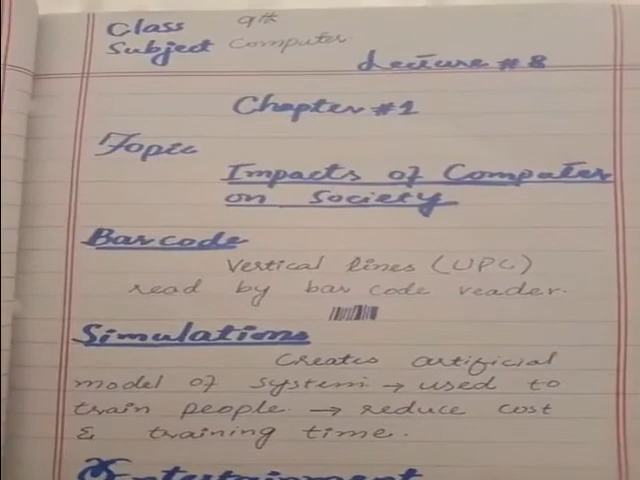 Class 9th
Subject Computer
Lecture # 8
Chapter #1
Topic
Impacts of Computer
on Society
Barcode
Vertical lines (UPC)
read by bar code reader.
Simulations
Creates artificial
model of system → used to
train people → reduce cost
& training time.
Entertainment